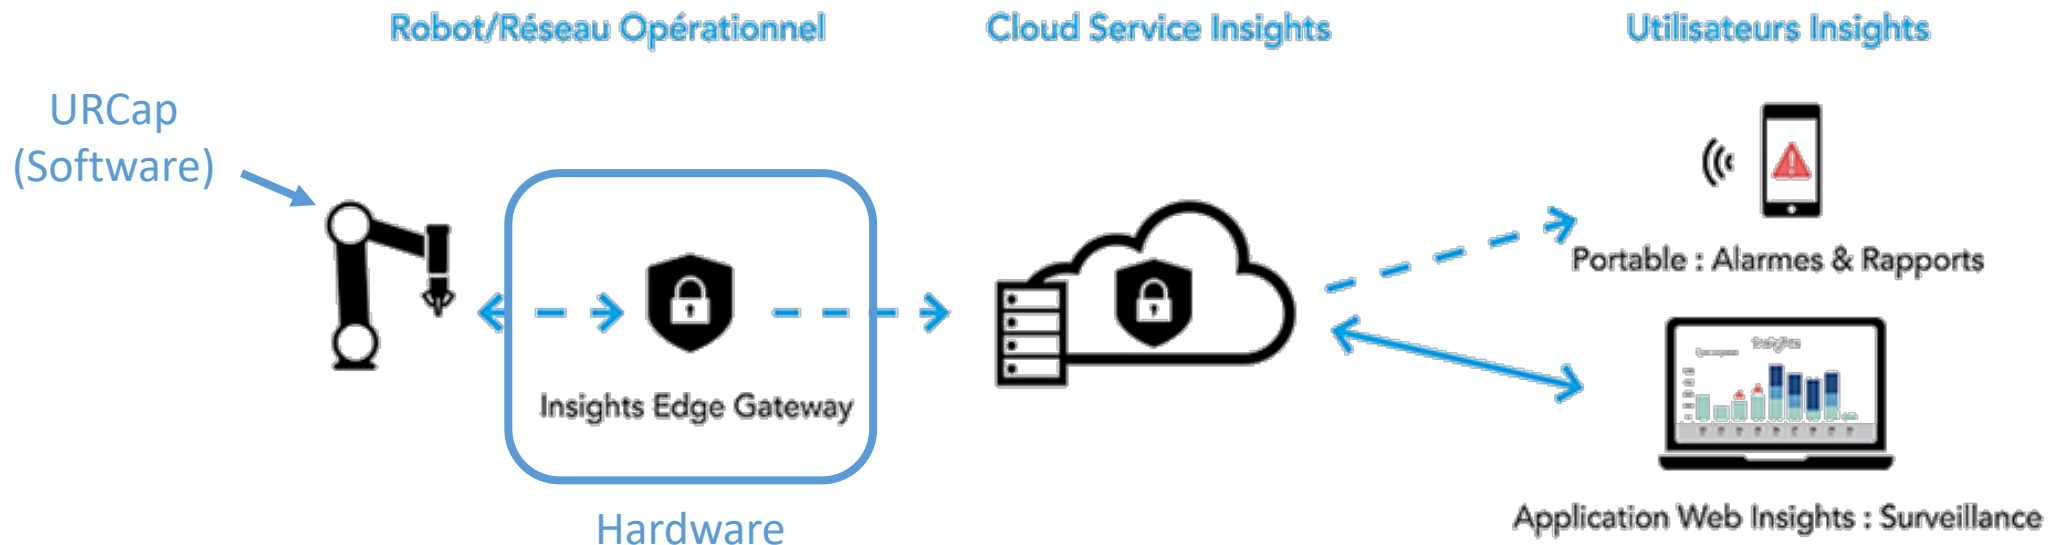 Robot/Réseau Opérationnel
Cloud Service Insights
Utilisateurs Insights
URCap
(Software)
Insights Edge Gateway
Hardware
Portable : Alarmes & Rapports
Insights
Application Web Insights : Surveillance